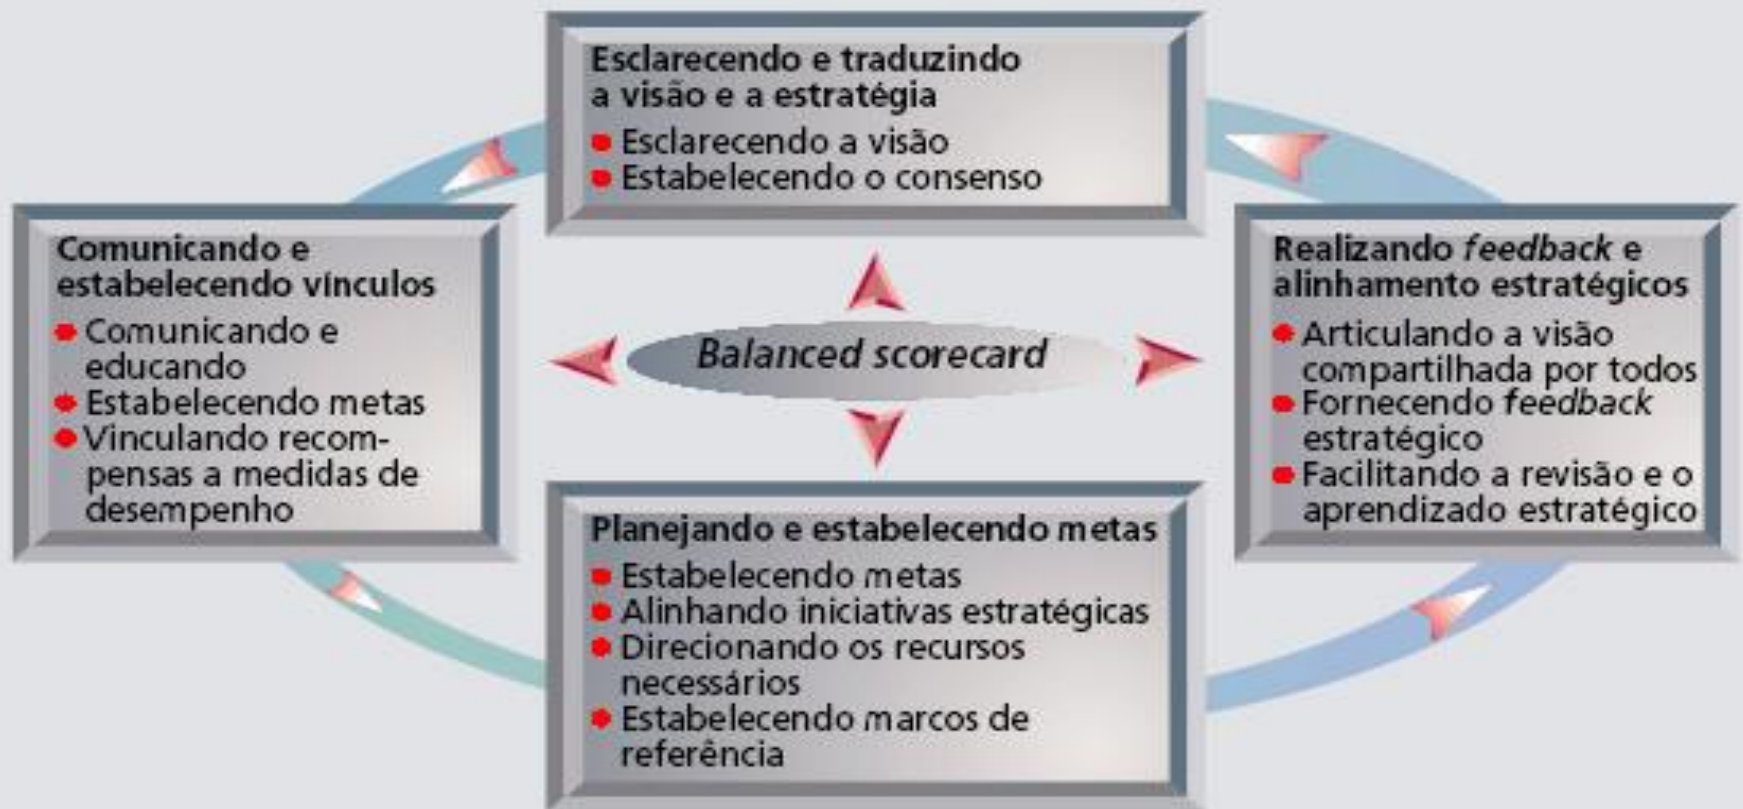 Esclarecendo e traduzindo
a visão e a estratégia
Esclarecendo a visão
Estabelecendo o consenso
Comunicando e
estabelecendo vínculos
Comunicando e
educando
Estabelecendo metas
Vinculando recom-
pensas a medidas de
desempenho
Balanced scorecard
Realizando feedback e
alinhamento estratégicos
Articulando a visão
compartilhada por todos
Fornecendo feedback
estratégico
Facilitando a revisão e o
aprendizado estratégico
Planejando e estabelecendo metas
Estabelecendo metas
Alinhando iniciativas estratégicas
Direcionando os recursos
necessários
Estabelecendo marcos de
referência